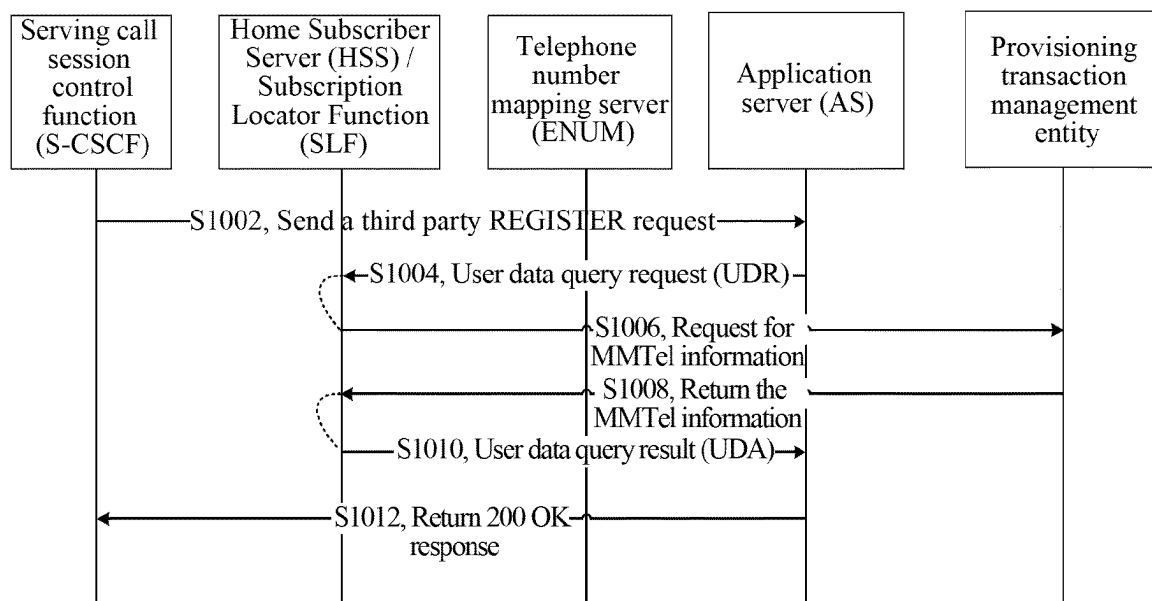 Serving call
session
control
function
(S-CSCF)
Home Subscriber
Server (HSS) /
Subscription
Locator Function
(SLF)
Telephone
number
mapping server
(ENUM)
Application
server (AS)
Provisioning
transaction
management
entity
S1002, Send a third party REGISTER request
S1004, User data query request (UDR)
S1006, Request for
MMTel information
S1008, Return the
MMTel information
S1010, User data query result (UDA)
S1012, Return 200 OK
response